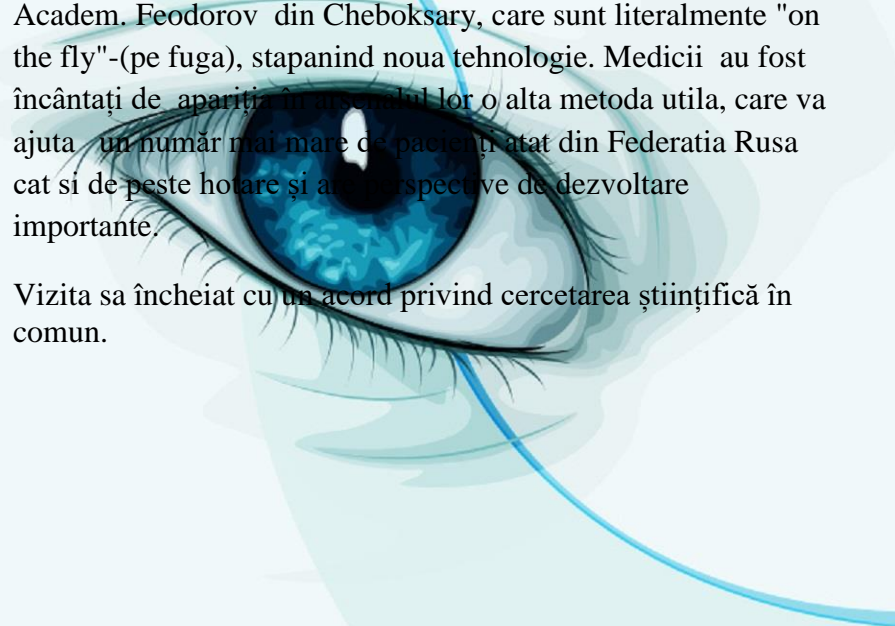 Academ. Feodorov  din Cheboksary, care sunt literalmente "on
the fly"-(pe fuga), stapanind noua tehnologie. Medicii  au fost
încântați de  apariția în arsenalul lor o alta metoda utila, care va
ajuta   un număr mai mare de pacienți atat din Federatia Rusa
cat si de peste hotare și are perspective de dezvoltare
importante.
Vizita sa încheiat cu un acord privind cercetarea științifică în
comun.